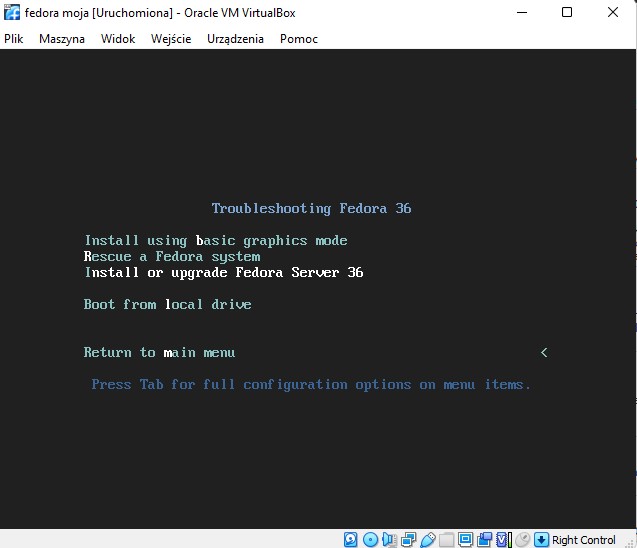 fedora moja [Uruchomiona] - Oracle VM VirtualBox
Plik Maszyna Widok Wejście Urządzenia Pomoc
Troubleshooting Fedora 36
Install using basic graphics mode
Rescue a Fedora system
Install or upgrade Fedora Server 36
Boot from local drive
Return to main menu <
Press Tab for full configuration options on menu items.
Right Control